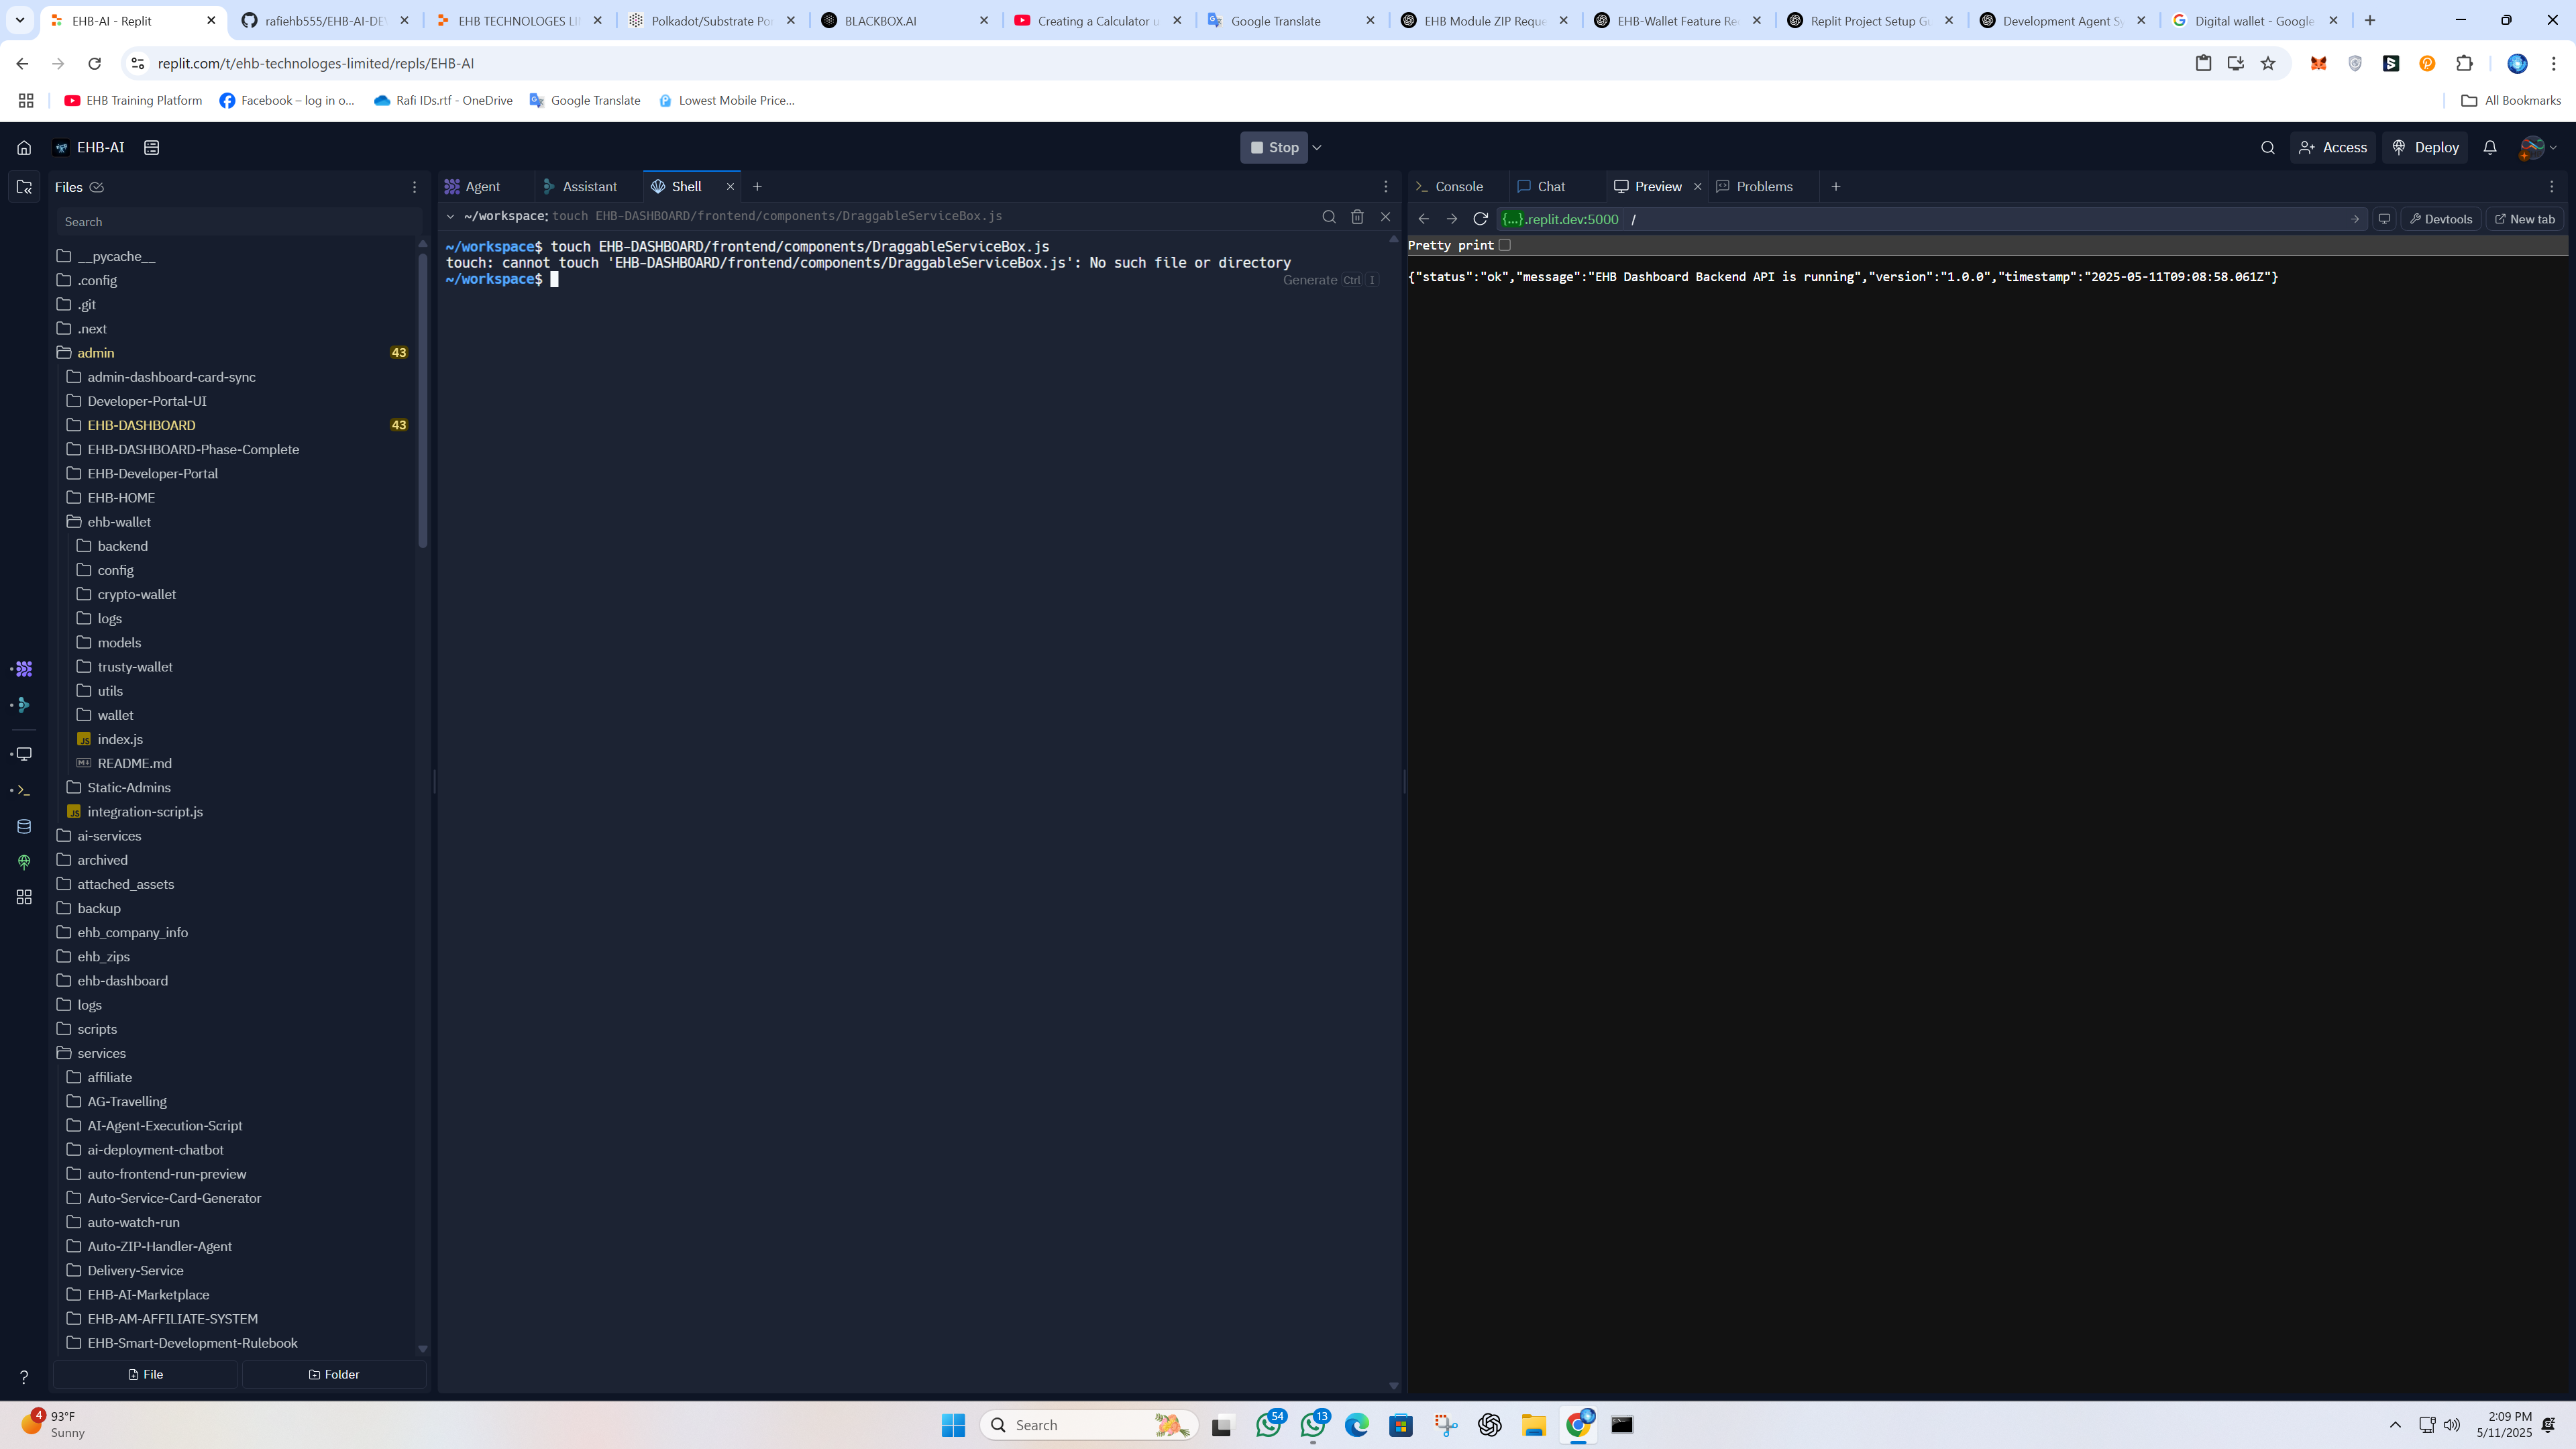 EHB-AI - Replit
rafiehb555/EHB-AI-DE
EHB TECHNOLOGES LI
Polkadot/Substrate Po
BLACKBOX.AI
Creating a Calculator u
Google Translate
EHB Module ZIP Reque
EHB-Wallet Feature Re
Replit Project Setup G
Development Agent Sy
Digital wallet - Google
replit.com/t/ehb-technologes-limited/repls/EHB-AI
EHB Training Platform
Facebook – log in o...
Rafi IDs.rtf - OneDrive
Google Translate
Lowest Mobile Price...
All Bookmarks
EHB-AI
Stop
Access
Deploy
Files
Search
__pycache__
.config
.git
.next
admin 43
admin-dashboard-card-sync
Developer-Portal-UI
EHB-DASHBOARD 43
EHB-DASHBOARD-Phase-Complete
EHB-Developer-Portal
EHB-HOME
ehb-wallet
backend
config
crypto-wallet
logs
models
trusty-wallet
utils
wallet
JS index.js
README.md
Static-Admins
JS integration-script.js
ai-services
archived
attached_assets
backup
ehb_company_info
ehb_zips
ehb-dashboard
logs
scripts
services
affiliate
AG-Travelling
AI-Agent-Execution-Script
ai-deployment-chatbot
auto-frontend-run-preview
Auto-Service-Card-Generator
auto-watch-run
Auto-ZIP-Handler-Agent
Delivery-Service
EHB-AI-Marketplace
EHB-AM-AFFILIATE-SYSTEM
EHB-Smart-Development-Rulebook
File
Folder
Agent
Assistant
Shell
~/workspace: touch EHB-DASHBOARD/frontend/components/DraggableServiceBox.js
~/workspace$ touch EHB-DASHBOARD/frontend/components/DraggableServiceBox.js
touch: cannot touch 'EHB-DASHBOARD/frontend/components/DraggableServiceBox.js': No such file or directory
~/workspace$
Generate Ctrl I
Console
Chat
Preview
Problems
{...}.replit.dev:5000 /
Devtools
New tab
Pretty print
{"status":"ok","message":"EHB Dashboard Backend API is running","version":"1.0.0","timestamp":"2025-05-11T09:08:58.061Z"}
4
93°F
Sunny
Search
54
13
2:09 PM
5/11/2025